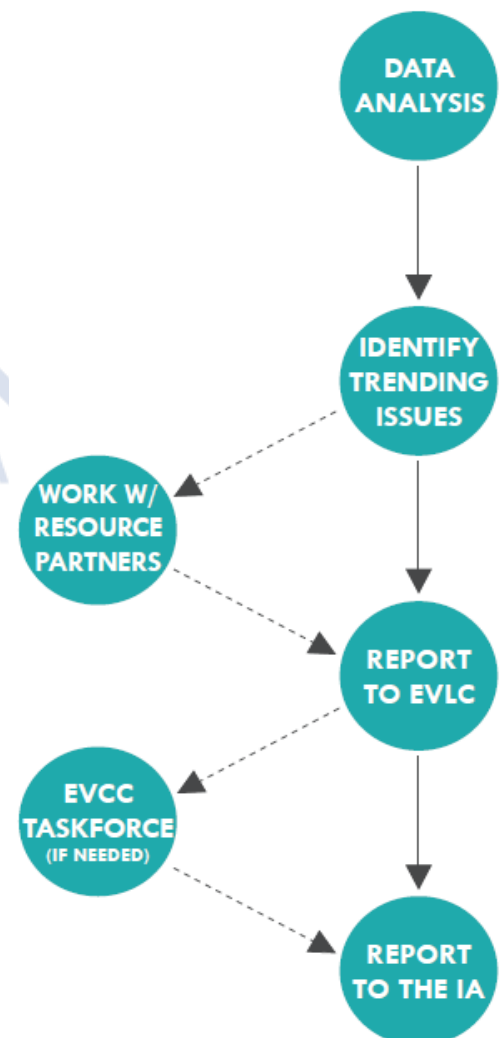 DATA
ANALYSIS
IDENTIFY
TRENDING
ISSUES
WORK W/
RESOURCE
PARTNERS
REPORT
TO EVLC
EVCC
TASKFORCE
(IF NEEDED)
REPORT
TO THE IA